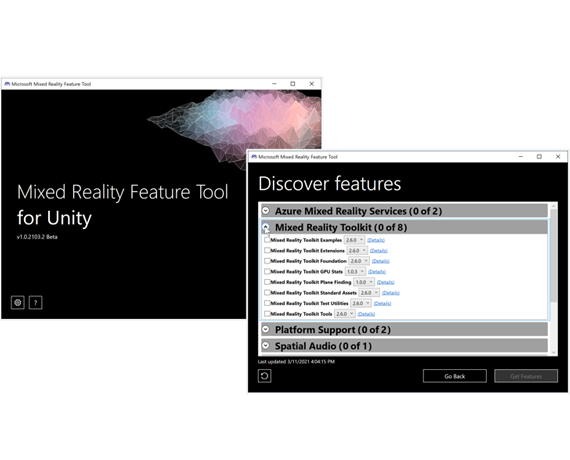 Microsoft Mixed Reality Feature Tool
Mixed Reality Feature Tool
for Unity
v1.0.2103.2 Beta
?
Microsoft Mixed Reality Feature Tool
Discover features
Azure Mixed Reality Services (0 of 2)
Mixed Reality Toolkit (0 of 8)
Mixed Reality Toolkit Examples 2.6.0 (Details)
Mixed Reality Toolkit Extensions 2.6.0 (Details)
Mixed Reality Toolkit Foundation 2.6.0 (Details)
Mixed Reality Toolkit GPU Stats 1.0.3 (Details)
Mixed Reality Toolkit Plane Finding 1.0.0 (Details)
Mixed Reality Toolkit Standard Assets 2.6.0 (Details)
Mixed Reality Toolkit Test Utilities 2.6.0 (Details)
Mixed Reality Toolkit Tools 2.6.0 (Details)
Platform Support (0 of 2)
Spatial Audio (0 of 1)
Last updated 3/11/2021 4:04:15 PM
Go Back
Get Features